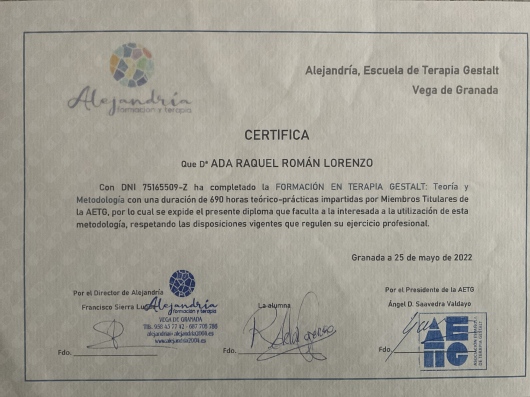 Alejandría
formación y terapia
Alejandría, Escuela de Terapia Gestalt
Vega de Granada
CERTIFICA
Que Dª ADA RAQUEL ROMÁN LORENZO
Con DNI 75165509-Z ha completado la FORMACIÓN EN TERAPIA GESTALT: Teoría y
Metodología con una duración de 690 horas teórico-prácticas impartidas por Miembros Titulares de
la AETG, por lo cual se expide el presente diploma que faculta a la interesada a la utilización de esta
metodología, respetando las disposiciones vigentes que regulen su ejercicio profesional.
Granada a 25 de mayo de 2022
Por el Director de Alejandría
Francisco Sierra
Alejandría
formación y terapia
VEGA DE GRANADA
www.alejandria2004.es
Fdo.
La alumna
Fdo.
Por el Presidente de la AETG
Ángel D. Saavedra Valdayo
Fdo.
AETG